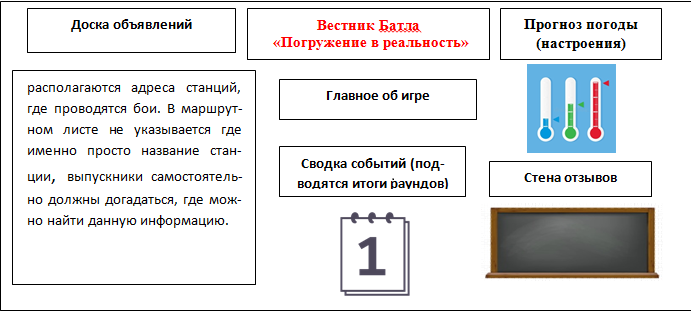 Доска объявлений
располагаются адреса станций,
где проводятся бои. В маршрут-
ном листе не указывается где
именно просто название стан-
ции, выпускники самостоятель-
но должны догадаться, где мож-
но найти данную информацию.
Вестник Батла
«Погружение в реальность»
Главное об игре
Сводка событий (под-
водятся итоги раундов)
1
Прогноз погоды
(настроения)
Стена отзывов